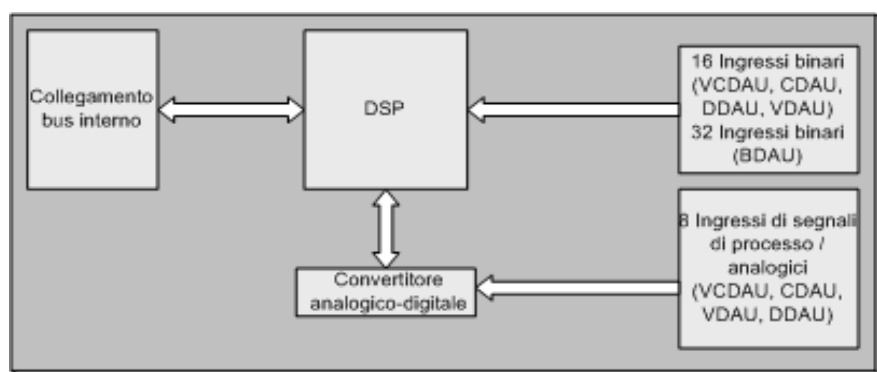 Collegamento
bus interno
DSP
16 Ingressi binari
(VCDAU, CDAU,
DDAU, VDAU)
32 Ingressi binari
(BDAU)
Convertitore
analogico-digitale
8 Ingressi di segnali
di processo /
analogici
(VCDAU, CDAU,
VDAU, DDAU)